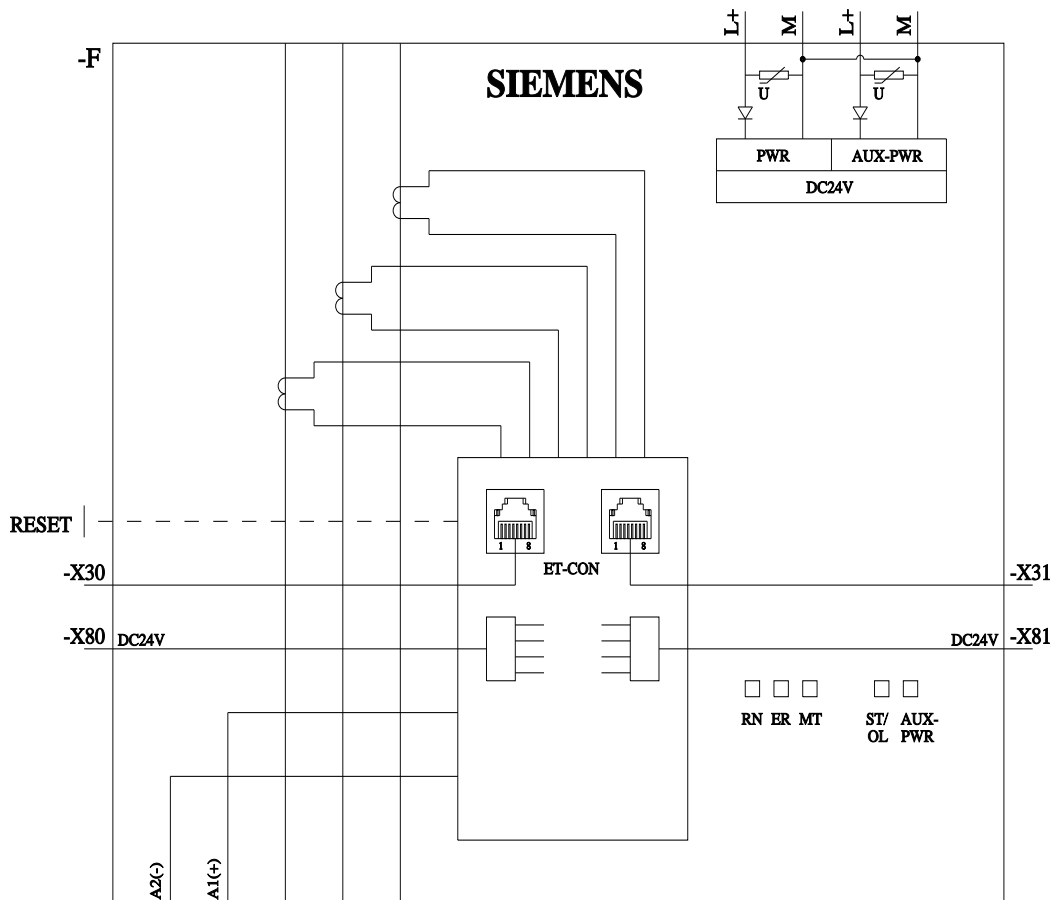 L+ M L+ M
-F
SIEMENS
U U
PWR AUX-PWR
DC24V
RESET
1 8 1 8
ET-CON
-X30 -X31
-X80 DC24V DC24V -X81
RN ER MT ST/ AUX-
OL PWR
A2(-) A1(+)